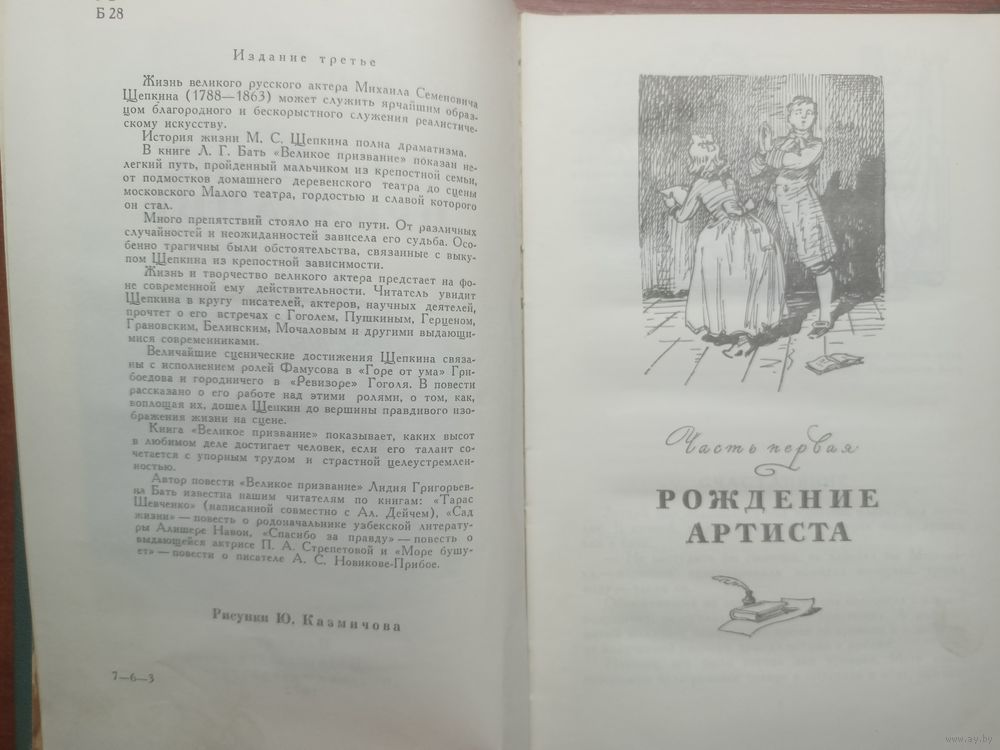 Б 28
Издание третье
Жизнь великого русского актера Михаила Семеновича
Щепкина (1788—1863) может служить ярчайшим образ-
цом благородного и бескорыстного служения реалистиче-
скому искусству.
История жизни М. С. Щепкина полна драматизма.
В книге Л. Г. Бать «Великое призвание» показан не-
легкий путь, пройденный мальчиком из крепостной семьи,
от подмостков домашнего деревенского театра до сцены
московского Малого театра, гордостью и славой которого
он стал.
Много препятствий стояло на его пути. От различных
случайностей и неожиданностей зависела его судьба. Осо-
бенно трагичны были обстоятельства, связанные с выку-
пом Щепкина из крепостной зависимости.
Жизнь и творчество великого актера предстает на фо-
не современной ему действительности. Читатель увидит
Щепкина в кругу писателей, актеров, научных деятелей,
прочтет о его встречах с Гоголем, Пушкиным, Герценом,
Грановским, Белинским, Мочаловым и другими выдающи-
мися современниками.
Величайшие сценические достижения Щепкина связа-
ны с исполнением ролей Фамусова в «Горе от ума» Гри-
боедова и городничего в «Ревизоре» Гоголя. В повести
рассказано о его работе над этими ролями, о том, как,
воплощая их, дошел Щепкин до вершины правдивого изо-
бражения жизни на сцене.
Книга «Великое призвание» показывает, каких высот
в любимом деле достигает человек, если его талант со-
четается с упорным трудом и страстной целеустремлен-
ностью.
Автор повести «Великое призвание» Лидия Григорьев-
на Бать известна нашим читателям по книгам: «Тарас
Шевченко» (написанной совместно с Ал. Дейчем), «Сад
жизни» — повесть о родоначальнике узбекской литерату-
ры Алишере Навои, «Спасибо за правду» — повесть о
выдающейся актрисе П. А. Стрепетовой и «Море бушу-
ет» — повести о писателе А. С. Новикове-Прибое.
Рисунки Ю. Казмичова
7—6—3
Часть первая
РОЖДЕНИЕ
АРТИСТА
www.ay.by